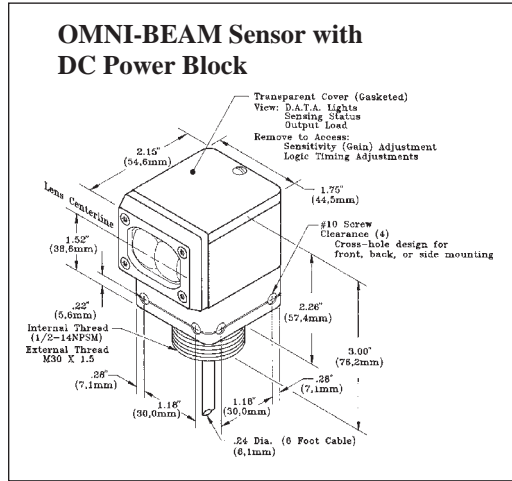 OMNI-BEAM Sensor with
DC Power Block
Transparent Cover (Gasketed)
View: D.A.T.A. Lights
Sensing Status
Output Load
Remove to Access:
Sensitivity (Gain) Adjustment
Logic Timing Adjustments
2.15"
(54,6mm)
1.75"
(44,5mm)
Lens Centerline
#10 Screw
Clearance (4)
Cross-hole design for
front, back, or side mounting
1.52"
(38,6mm)
.22"
(5,6mm)
2.26"
(57,4mm)
Internal Thread
(1/2-14NPSM)
External Thread
M30 X 1.5
3.00"
(76,2mm)
.28"
(7,1mm)
1.18"
(30,0mm)
1.18"
(30,0mm)
.28"
(7,1mm)
.24 Dia. (6 Foot Cable)
(6,1mm)